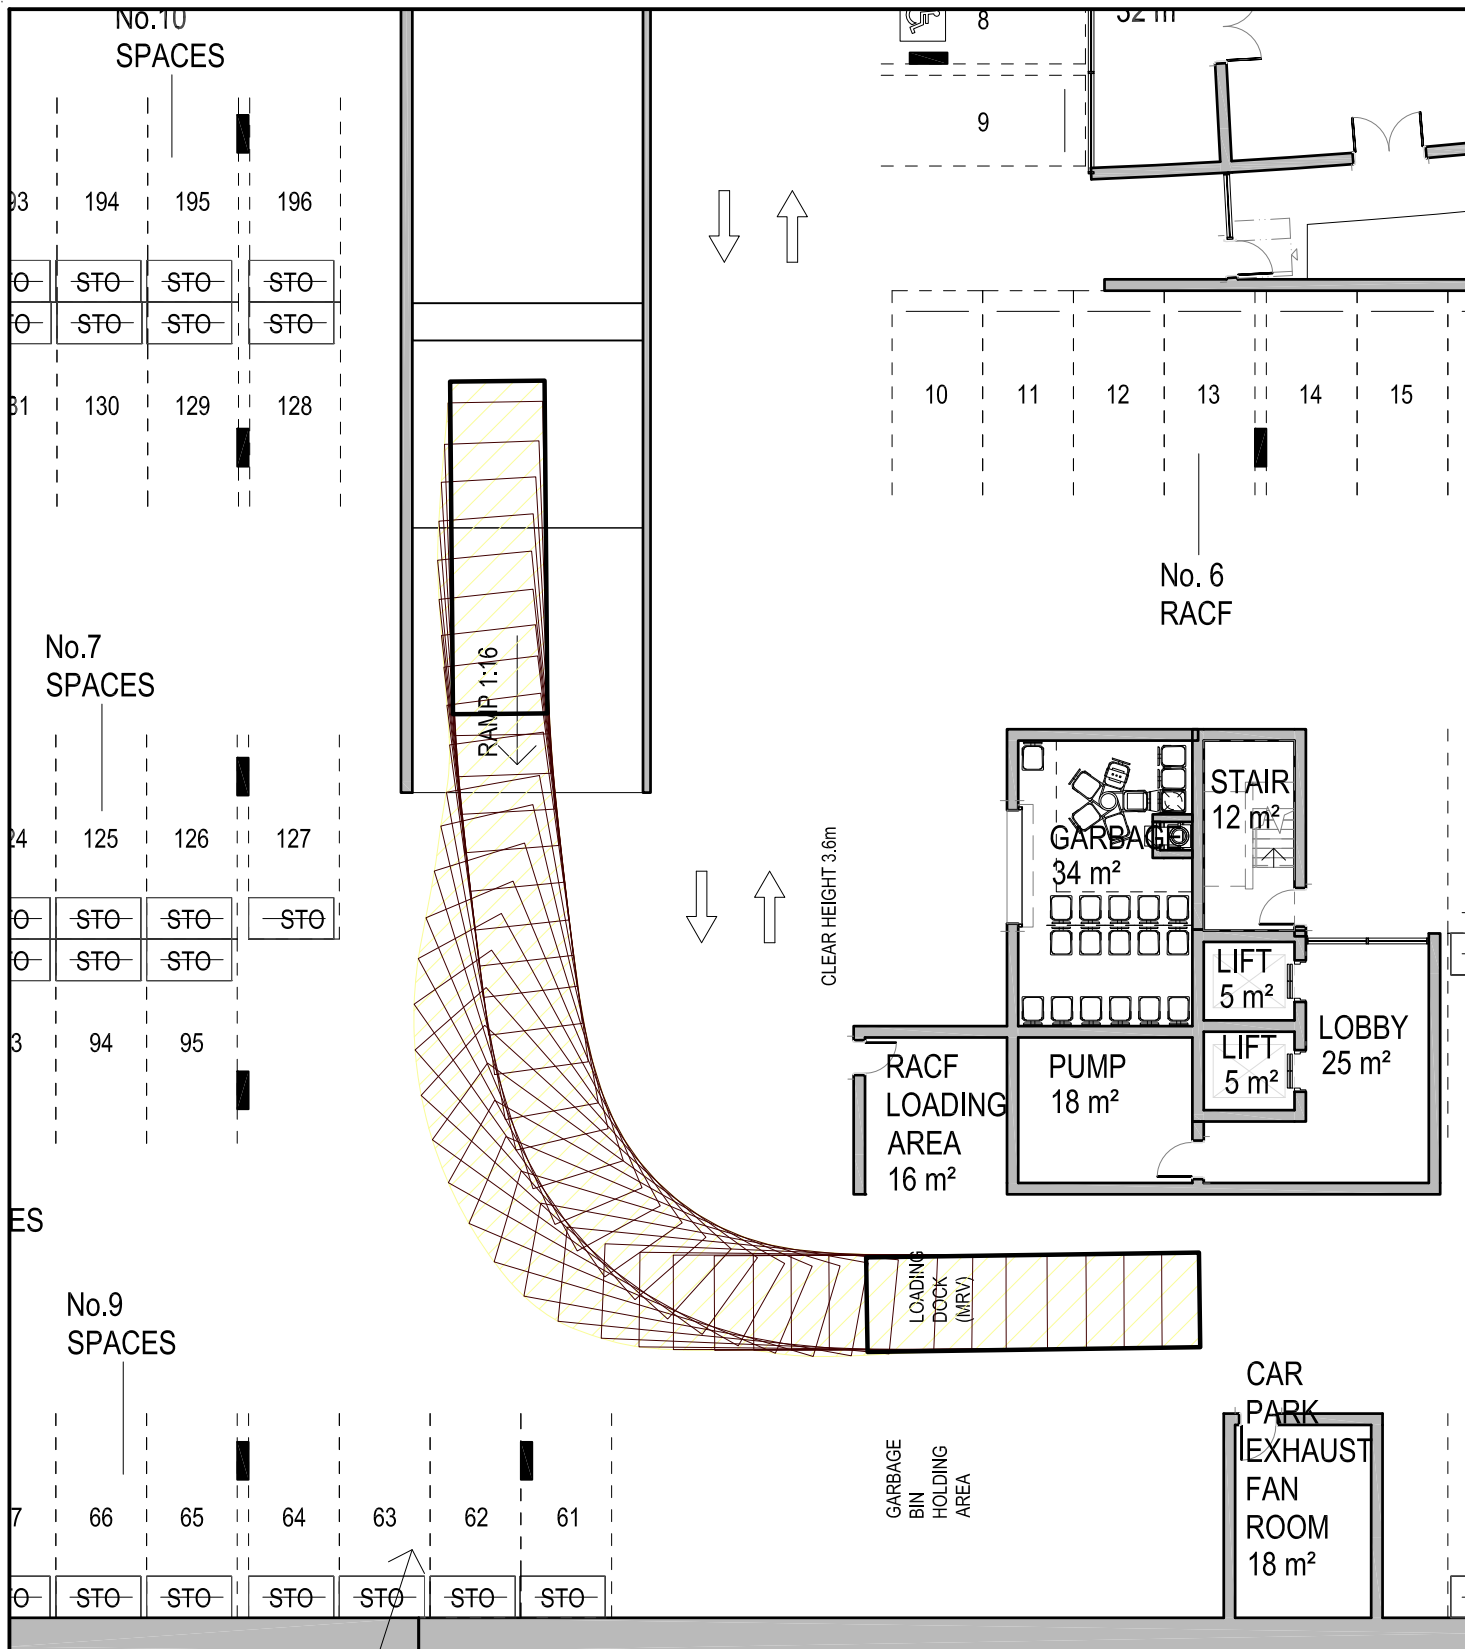 No.10
SPACES
8
32 m
9
93
194
195
196
STO
STO
STO
STO
STO
STO
130
129
128
10
11
12
13
14
15
No. 6
RACF
No.7
SPACES
RAMP 1:16
125
126
127
STO
STO
STO
STO
STO
94
95
CLEAR HEIGHT 3.6m
STAIR
12 m²
GARBAGE
34 m²
LIFT
5 m²
LIFT
5 m²
LOBBY
25 m²
RACF
LOADING
AREA
16 m²
PUMP
18 m²
ES
LOADING
DOCK
(MRV)
No.9
SPACES
CAR
PARK
EXHAUST
FAN
ROOM
18 m²
GARBAGE
BIN
HOLDING
AREA
66
65
64
63
62
61
STO
STO
STO
STO
STO
STO